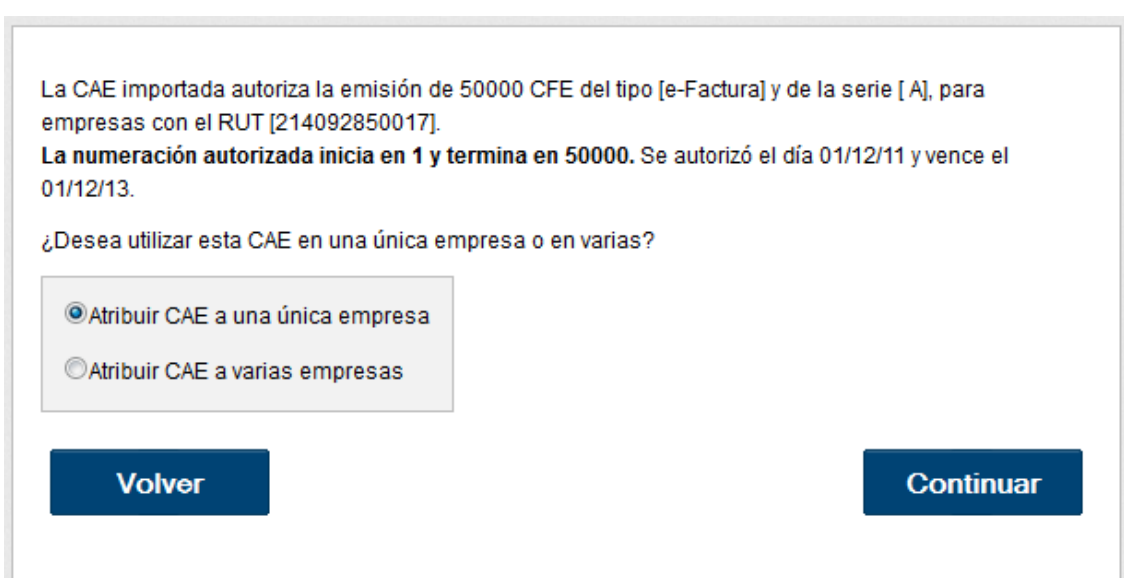 La CAE importada autoriza la emisión de 50000 CFE del tipo [e-Factura] y de la serie [ A], para
empresas con el RUT [214092850017].
La numeración autorizada inicia en 1 y termina en 50000. Se autorizó el día 01/12/11 y vence el
01/12/13.
¿Desea utilizar esta CAE en una única empresa o en varias?
Atribuir CAE a una única empresa
Atribuir CAE a varias empresas
Volver
Continuar